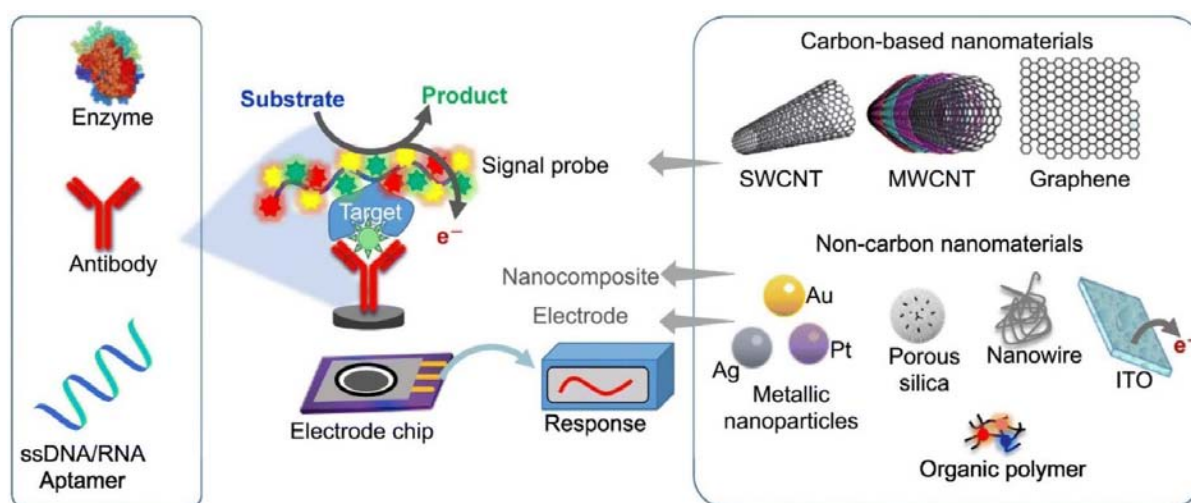 Enzyme
Antibody
ssDNA/RNA
Aptamer
Substrate
Product
Signal probe
Target
e⁻
Nanocomposite
Electrode
Electrode chip
Response
Carbon-based nanomaterials
SWCNT
MWCNT
Graphene
Non-carbon nanomaterials
Au
Ag
Pt
Metallic
nanoparticles
Porous
silica
Nanowire
ITO
e⁻
Organic polymer